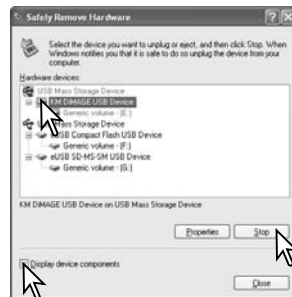 Safely Remove Hardware
Select the device you want to unplug or eject, and then click Stop. When
Windows notifies you that it is safe to do so unplug the device from your
computer.
Hardware devices:
USB Mass Storage Device
KM DiMAGE USB Device
Generic volume - (E:)
Mass Storage Device
USB Compact Flash USB Device
Generic volume - (F:)
eUSB SD-MS-SM USB Device
Generic volume - (G:)
KM DiMAGE USB Device on USB Mass Storage Device
Properties
Stop
Display device components
Close